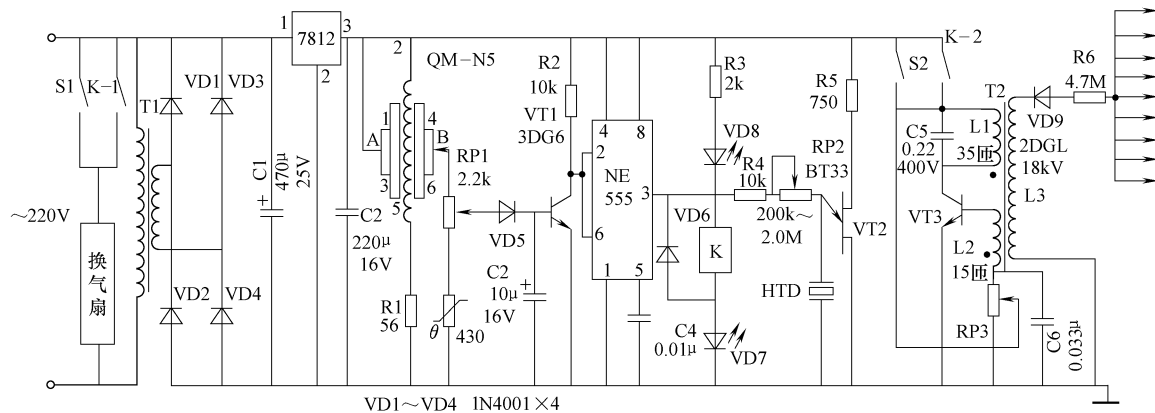 1
7812
3
2
2
S1
K-1
T1
VD1
VD3
QM-N5
R2
10k
VT1
3DG6
R3
2k
R5
750
S2
K-2
R6
4.7M
T2
VD9
2DGL
18kV
L3
C5
0.22
400V
L1
35匝
A
1
3
4
B
6
5
RP1
2.2k
4
8
2
NE
555
3
6
1
5
VD8
R4
10k
RP2
BT33
200k~
2.0M
VT2
VT3
L2
15匝
~220V
换气扇
+
C1
470μ
25V
C2
220μ
16V
VD5
C2
10μ
16V
+
VD6
K
HTD
VD2
VD4
R1
56
θ
430
C4
0.01μ
VD7
RP3
C6
0.033μ
VD1~VD4 1N4001×4